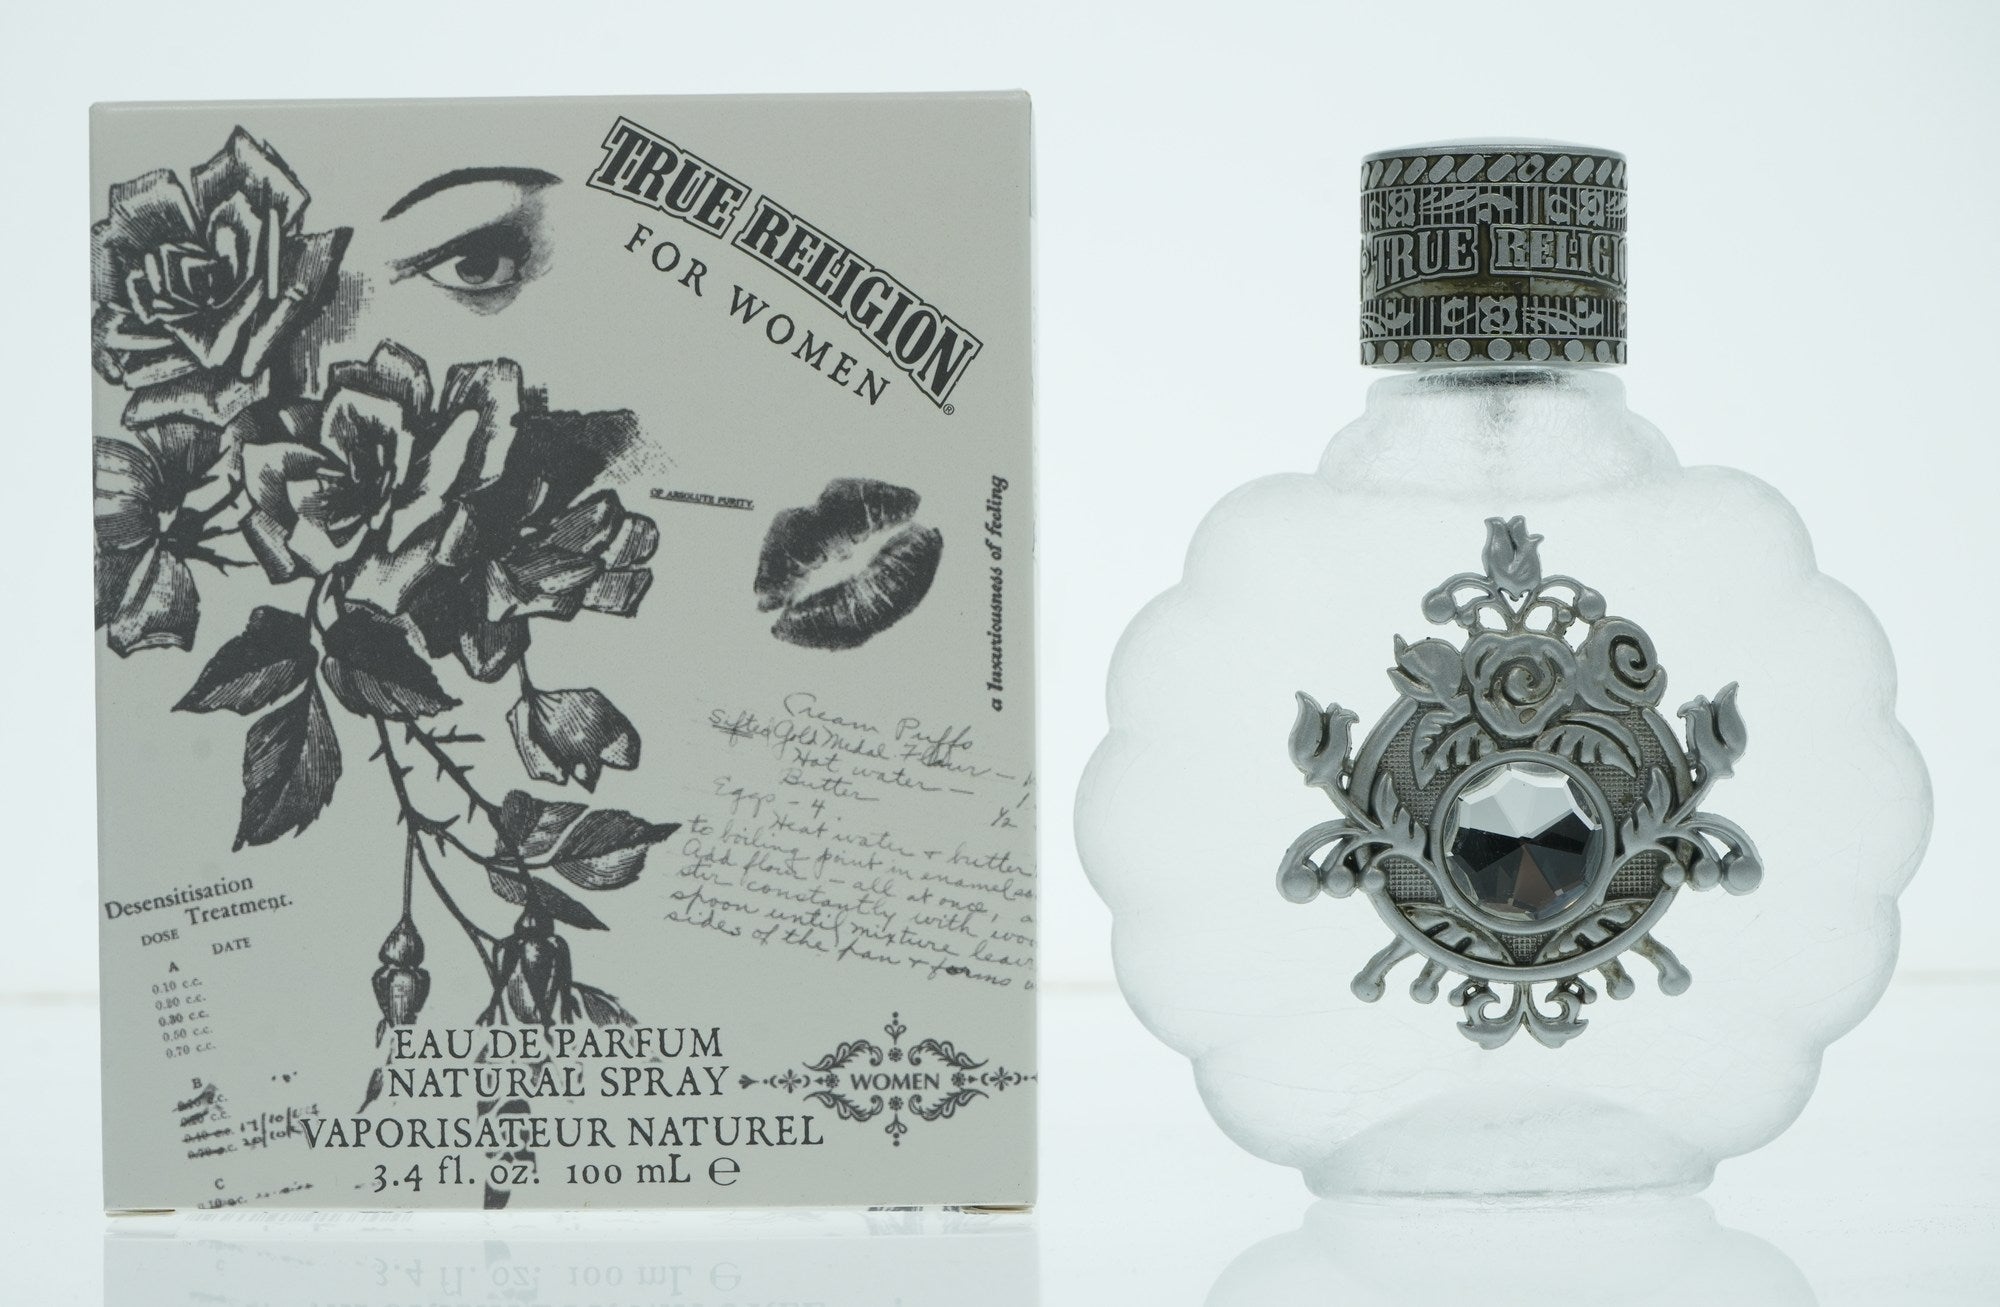 TRUE RELIGION®
FOR WOMEN
OF ABSOLUTE PURITY.
a luxuriousness of feeling
Cream Puffs
Sifted Gold Medal Flour –
Hot water –
Butter ½
Eggs – 4
Heat water + butter
to boiling point in enamel
Add flour – all at once,
stir constantly with
spoon until mixture
sides of the pan + forms
Desensitisation
Treatment.
DOSE DATE
A
0.10 c.c.
0.20 c.c.
0.30 c.c.
0.50 c.c.
0.70 c.c.
B
C
EAU DE PARFUM
NATURAL SPRAY
WOMEN
VAPORISATEUR NATUREL
3.4 fl. oz. 100 mL ℮
TRUE RELIGIO